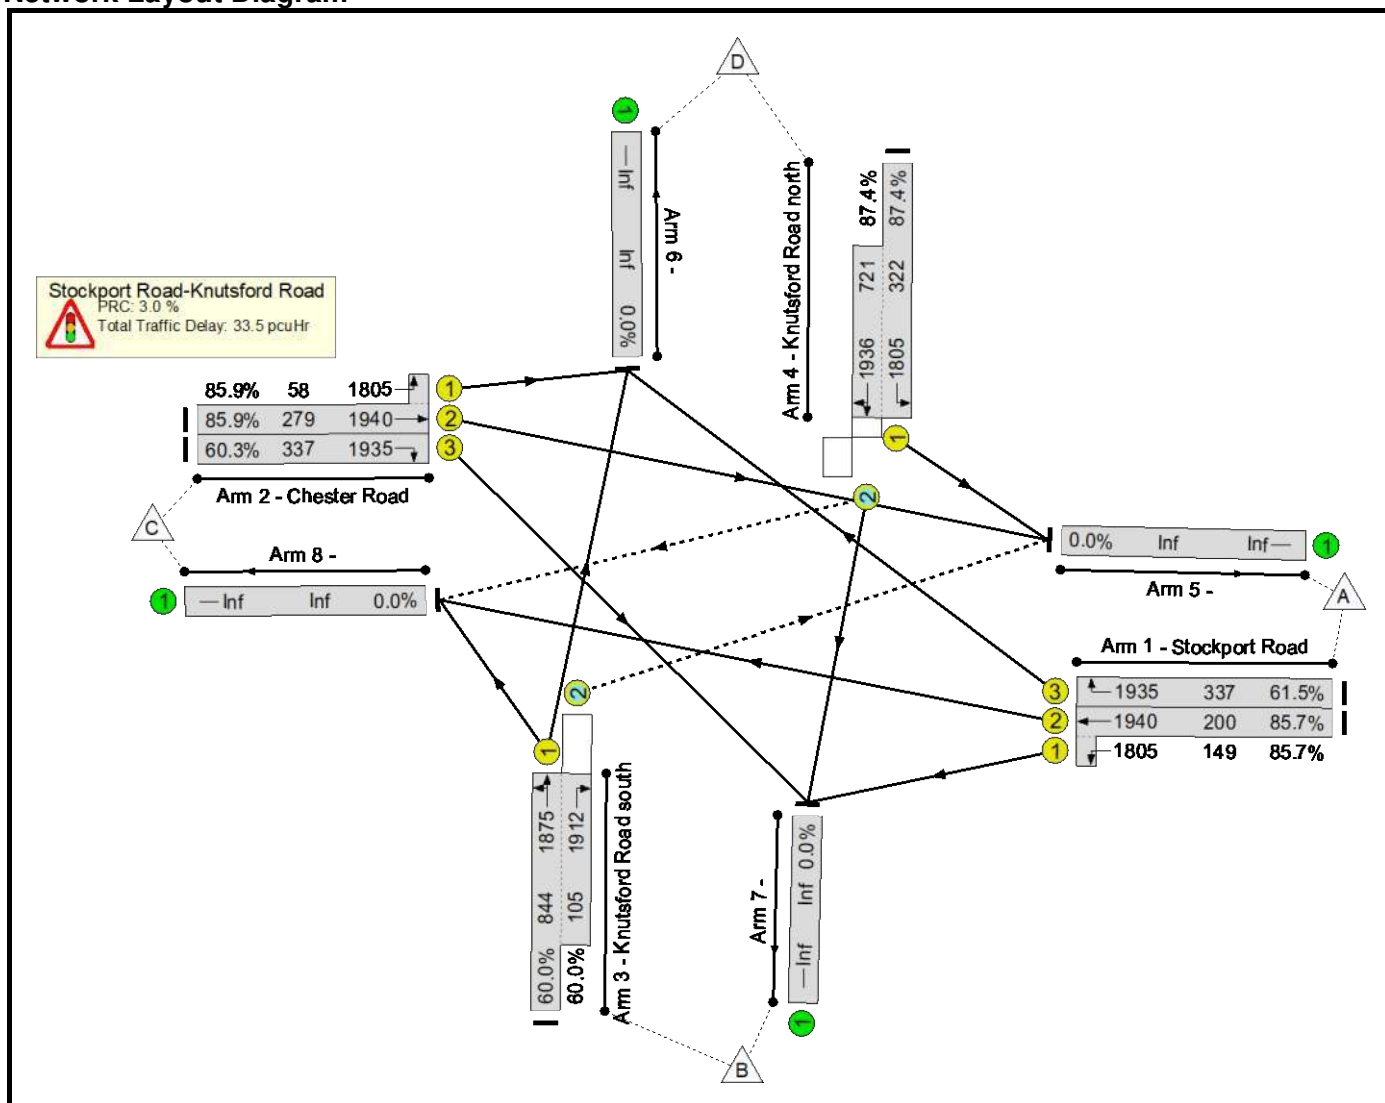 Network Layout Diagram
D
1
—Inf Inf 0.0%
Arm 6 -
Arm 4 - Knutsford Road north
87.4% 721 1936
87.4% 322 1805
1
2
Stockport Road-Knutsford Road
PRC: 3.0 %
Total Traffic Delay: 33.5 pcuHr
85.9% 58 1805
85.9% 279 1940
60.3% 337 1935
1
2
3
Arm 2 - Chester Road
C
Arm 8 -
1
—Inf Inf 0.0%
0.0% Inf Inf—
1
Arm 5 -
A
Arm 1 - Stockport Road
3
1935 337 61.5%
2
1940 200 85.7%
1
1805 149 85.7%
2
1
60.0% 844 1875
60.0% 105 1912
Arm 3 - Knutsford Road south
Arm 7 -
—Inf Inf 0.0%
1
B